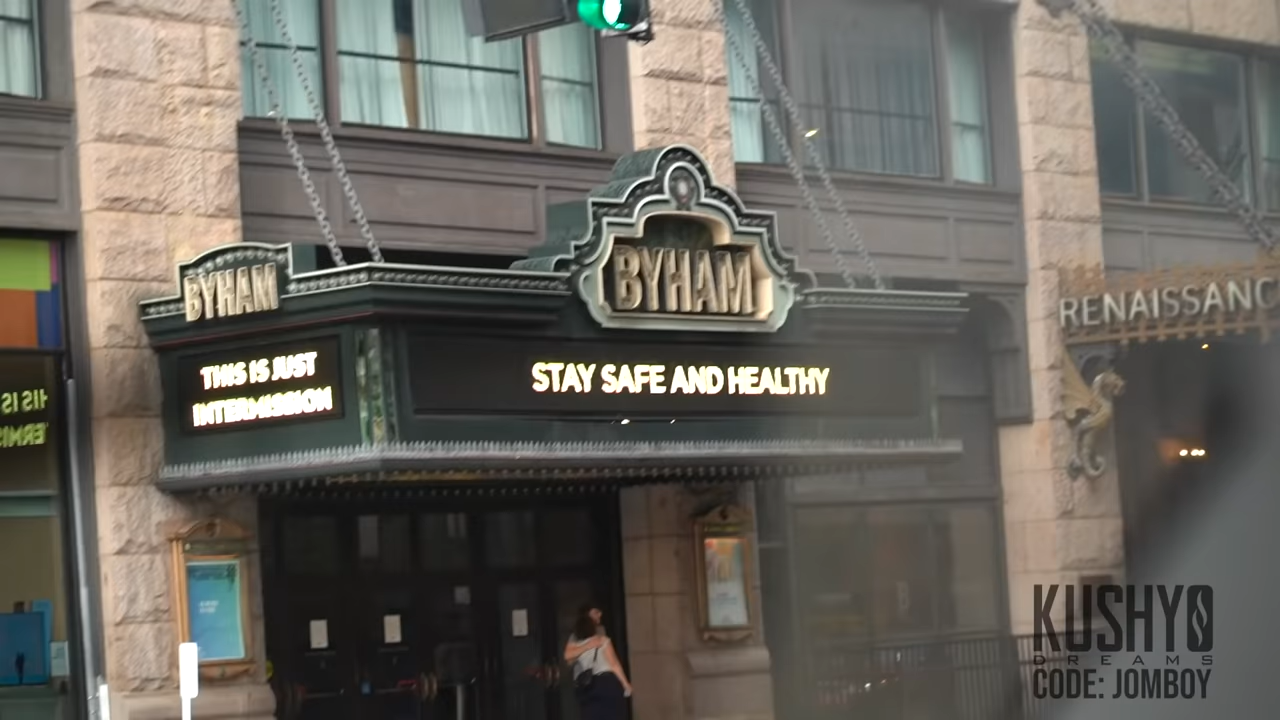 BYHAM
BYHAM
THIS IS JUST
INTERMISSION
STAY SAFE AND HEALTHY
RENAISSANC
KUSHY
DREAMS
CODE: JOMBOY